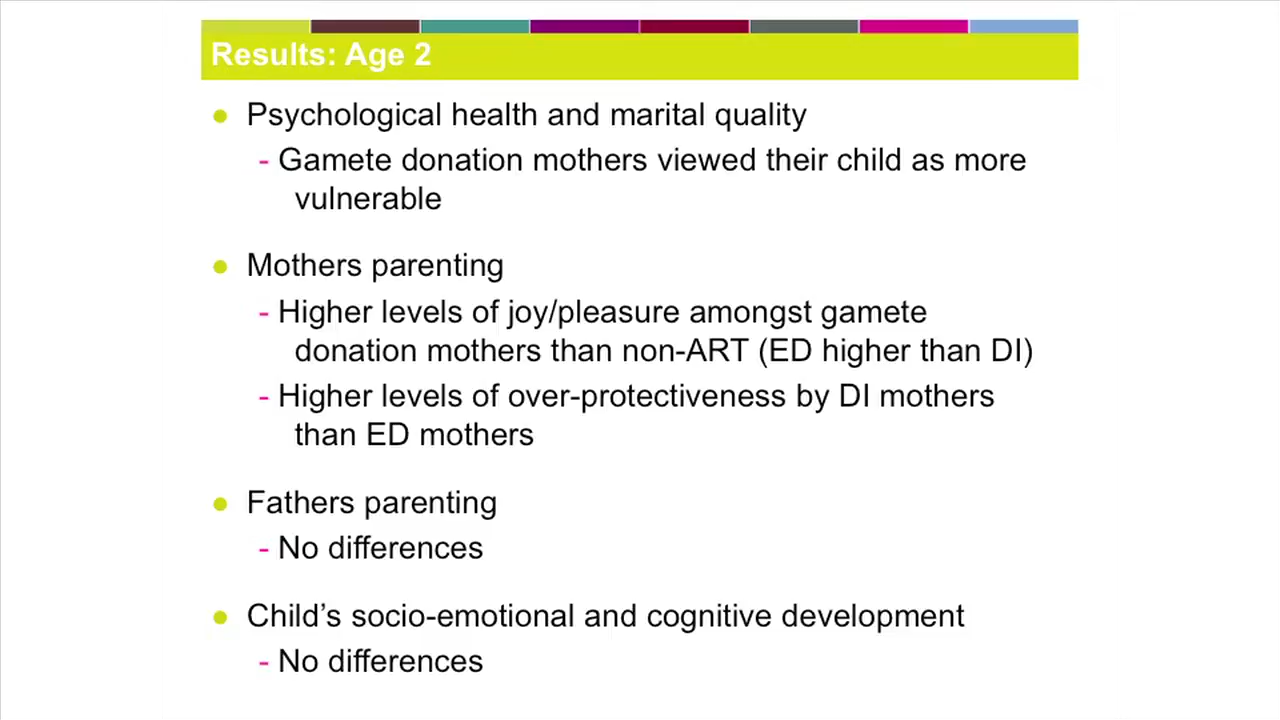 Results: Age 2
● Psychological health and marital quality
- Gamete donation mothers viewed their child as more
vulnerable
● Mothers parenting
- Higher levels of joy/pleasure amongst gamete
donation mothers than non-ART (ED higher than DI)
- Higher levels of over-protectiveness by DI mothers
than ED mothers
● Fathers parenting
- No differences
● Child’s socio-emotional and cognitive development
- No differences